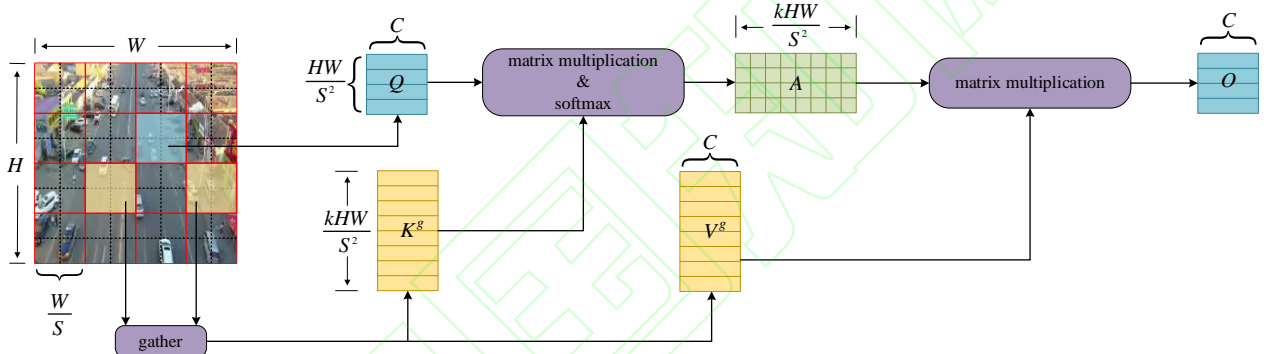 W
H
W/S
gather
C
HW/S²
Q
matrix multiplication
&
softmax
kHW/S²
A
matrix multiplication
C
O
kHW/S²
K^g
C
V^g